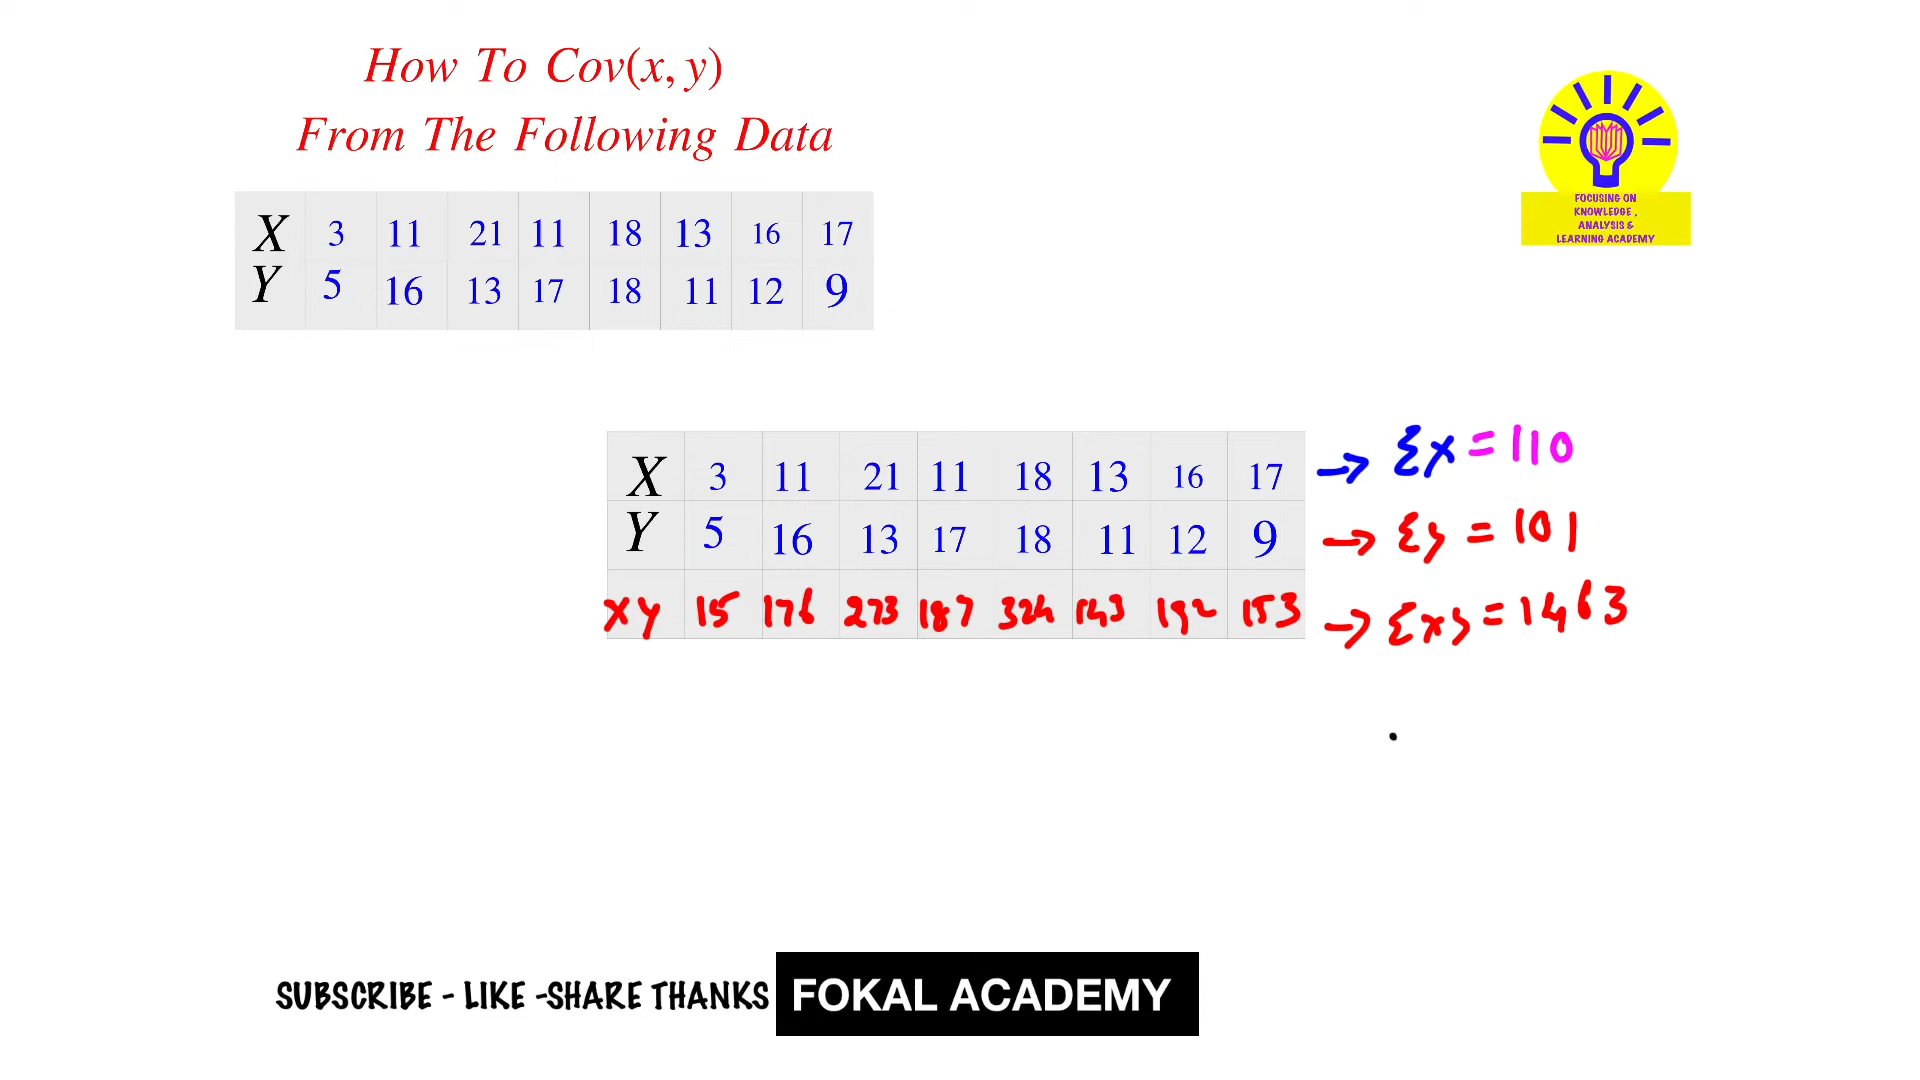 How To Cov(x, y)
From The Following Data
FOCUSING ON
KNOWLEDGE ,
ANALYSIS &
LEARNING ACADEMY
X 3 11 21 11 18 13 16 17
Y 5 16 13 17 18 11 12 9
X 3 11 21 11 18 13 16 17 → Σx = 110
Y 5 16 13 17 18 11 12 9 → Σy = 101
xy 15 176 273 187 324 143 192 153 → Σxy = 1463
SUBSCRIBE - LIKE -SHARE THANKS FOKAL ACADEMY